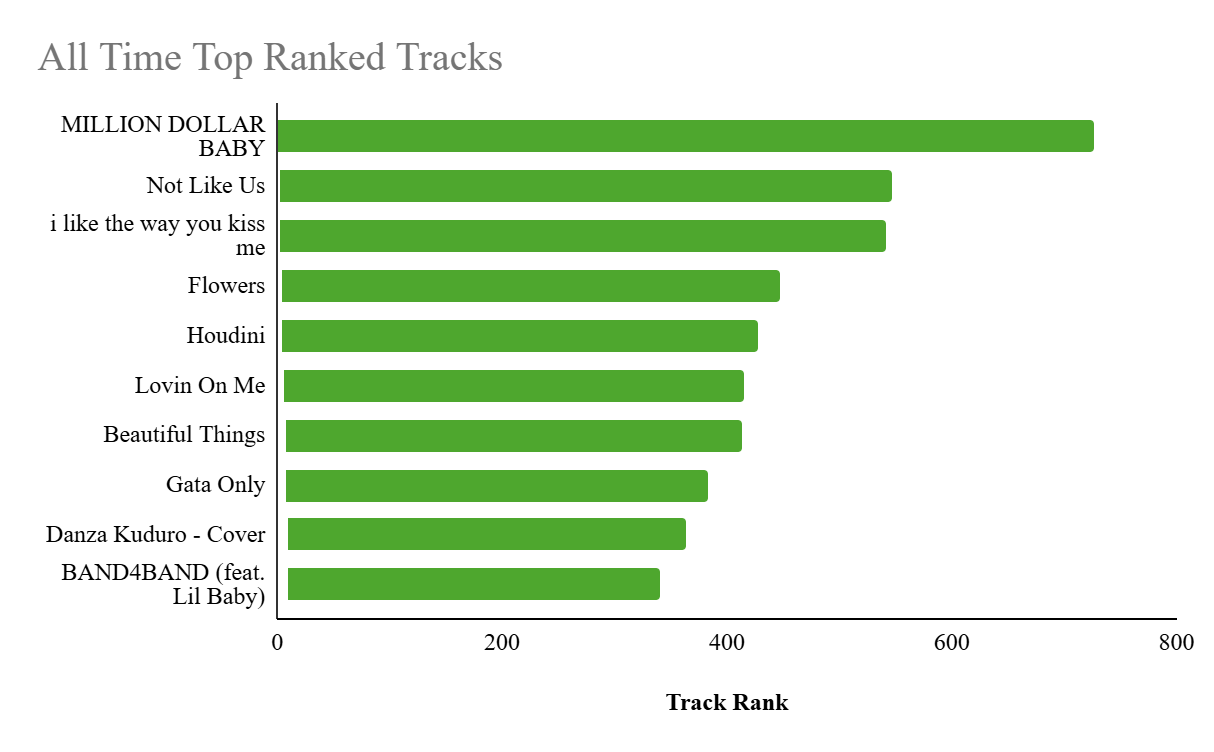 All Time Top Ranked Tracks
MILLION DOLLAR
BABY
Not Like Us
i like the way you kiss
me
Flowers
Houdini
Lovin On Me
Beautiful Things
Gata Only
Danza Kuduro - Cover
BAND4BAND (feat.
Lil Baby)
0 200 400 600 800
Track Rank